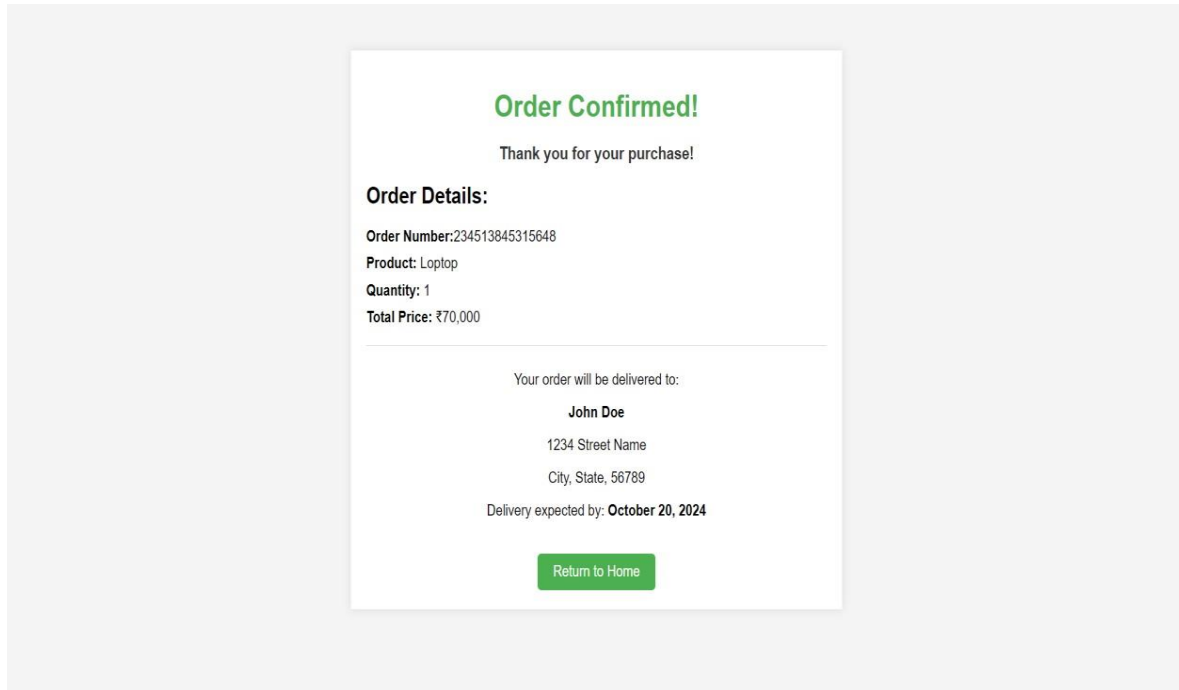 Order Confirmed!
Thank you for your purchase!
Order Details:
Order Number:234513845315648
Product: Loptop
Quantity: 1
Total Price: ₹70,000
Your order will be delivered to:
John Doe
1234 Street Name
City, State, 56789
Delivery expected by: October 20, 2024
Return to Home